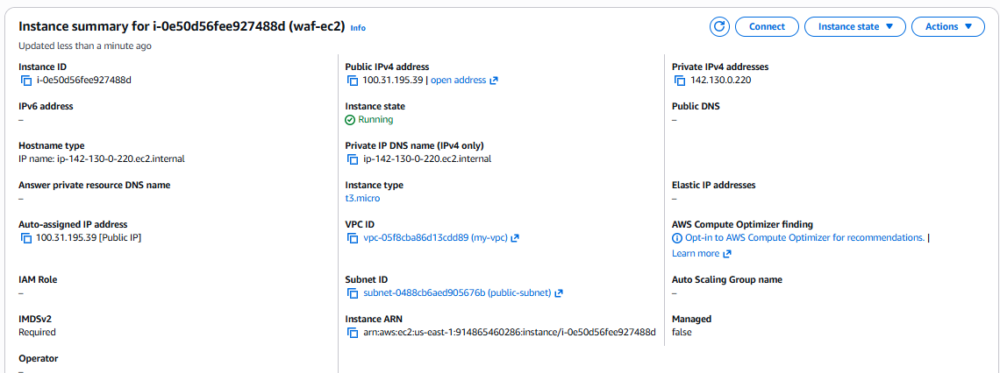 Instance summary for i-0e50d56fee927488d (waf-ec2) Info
Connect
Instance state
Actions
Updated less than a minute ago
Instance ID
i-0e50d56fee927488d
Public IPv4 address
100.31.195.39 | open address
Private IPv4 addresses
142.130.0.220
IPv6 address
–
Instance state
Running
Public DNS
–
Hostname type
IP name: ip-142-130-0-220.ec2.internal
Private IP DNS name (IPv4 only)
ip-142-130-0-220.ec2.internal
Answer private resource DNS name
–
Instance type
t3.micro
Elastic IP addresses
–
Auto-assigned IP address
100.31.195.39 [Public IP]
VPC ID
vpc-05f8cba86d13cdd89 (my-vpc)
AWS Compute Optimizer finding
Opt-in to AWS Compute Optimizer for recommendations. |
Learn more
IAM Role
–
Subnet ID
subnet-0488cb6aed905676b (public-subnet)
Auto Scaling Group name
–
IMDSv2
Required
Instance ARN
arn:aws:ec2:us-east-1:914865460286:instance/i-0e50d56fee927488d
Managed
false
Operator
–